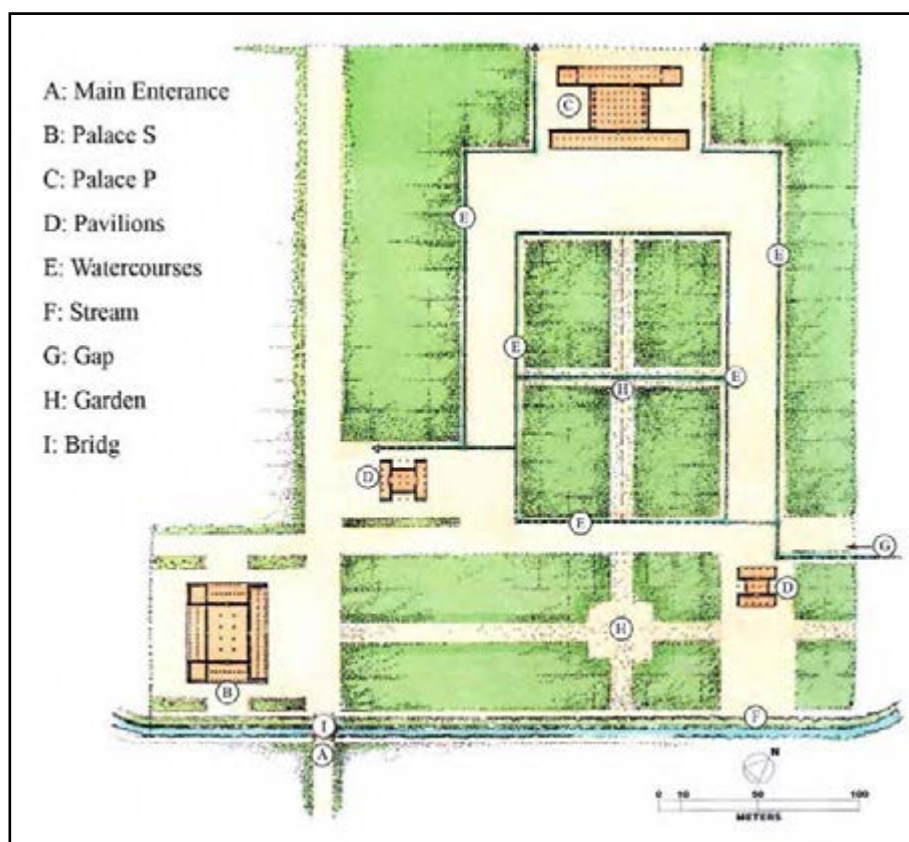 A: Main Enterance
B: Palace S
C: Palace P
D: Pavilions
E: Watercourses
F: Stream
G: Gap
H: Garden
I: Bridg
C
E
E
E
E
H
D
E
G
D
H
B
I
F
A
N
0 10 50 100
METERS